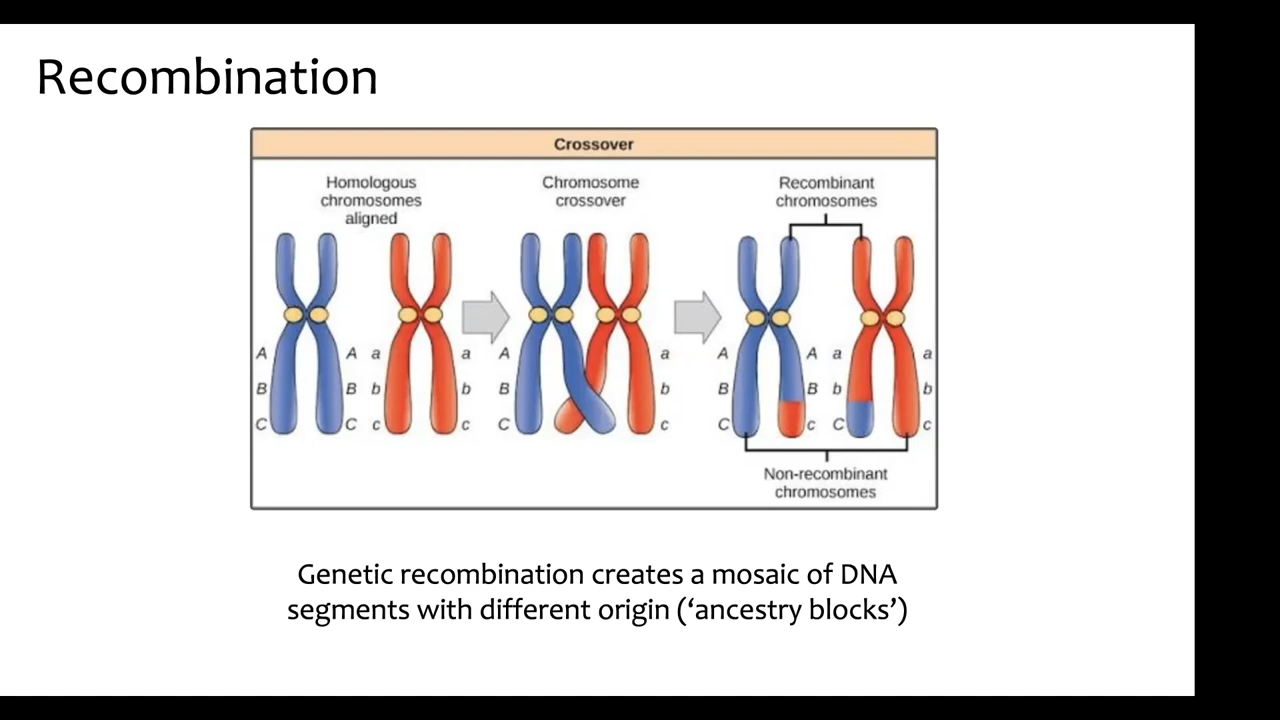 Recombination
Crossover
Homologous
chromosomes
aligned
Chromosome
crossover
Recombinant
chromosomes
A A a a A a A A a a
B B b b B b B B b b
C C c c C c C c C c
Non-recombinant
chromosomes
Genetic recombination creates a mosaic of DNA
segments with different origin (‘ancestry blocks’)